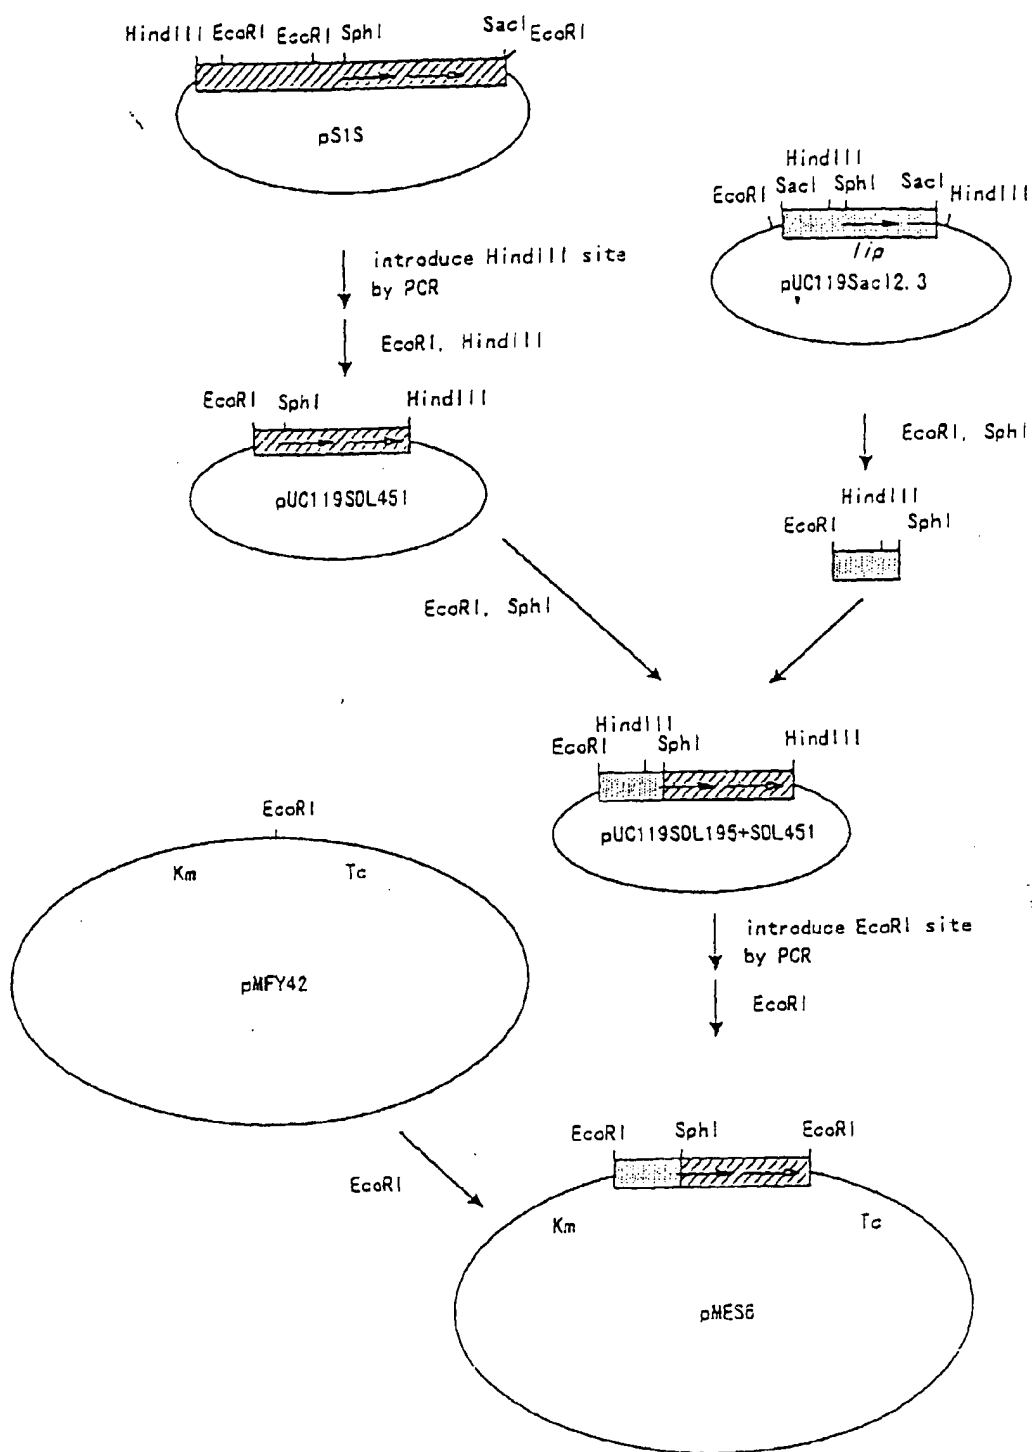 HindIII EcoRI EcoRI SphI SacI EcoRI
pS1S
introduce HindIII site
by PCR
EcoRI, HindIII
EcoRI SphI HindIII
pUC119SDL451
HindIII
EcoRI SacI SphI SacI HindIII
lip
pUC119SacI2.3
EcoRI, SphI
HindIII
EcoRI SphI
EcoRI, SphI
HindIII
EcoRI SphI HindIII
pUC119SDL195+SDL451
EcoRI
Km Tc
pMFY42
introduce EcoRI site
by PCR
EcoRI
EcoRI
EcoRI SphI EcoRI
Km Tc
pMES6